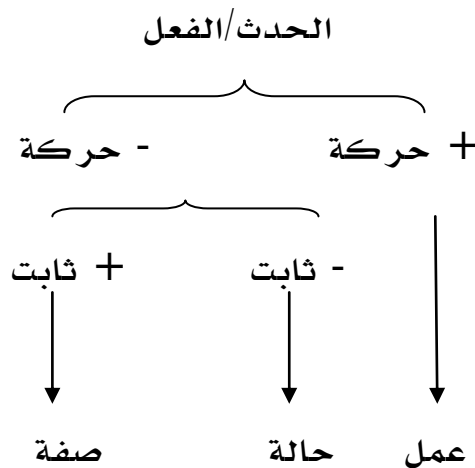 الحدث/الفعل
+ حركة - حركة
- ثابت + ثابت
عمل حالة صفة